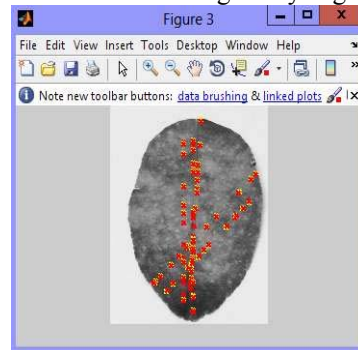 Figure 3
File Edit View Insert Tools Desktop Window Help
Note new toolbar buttons: data brushing & linked plots